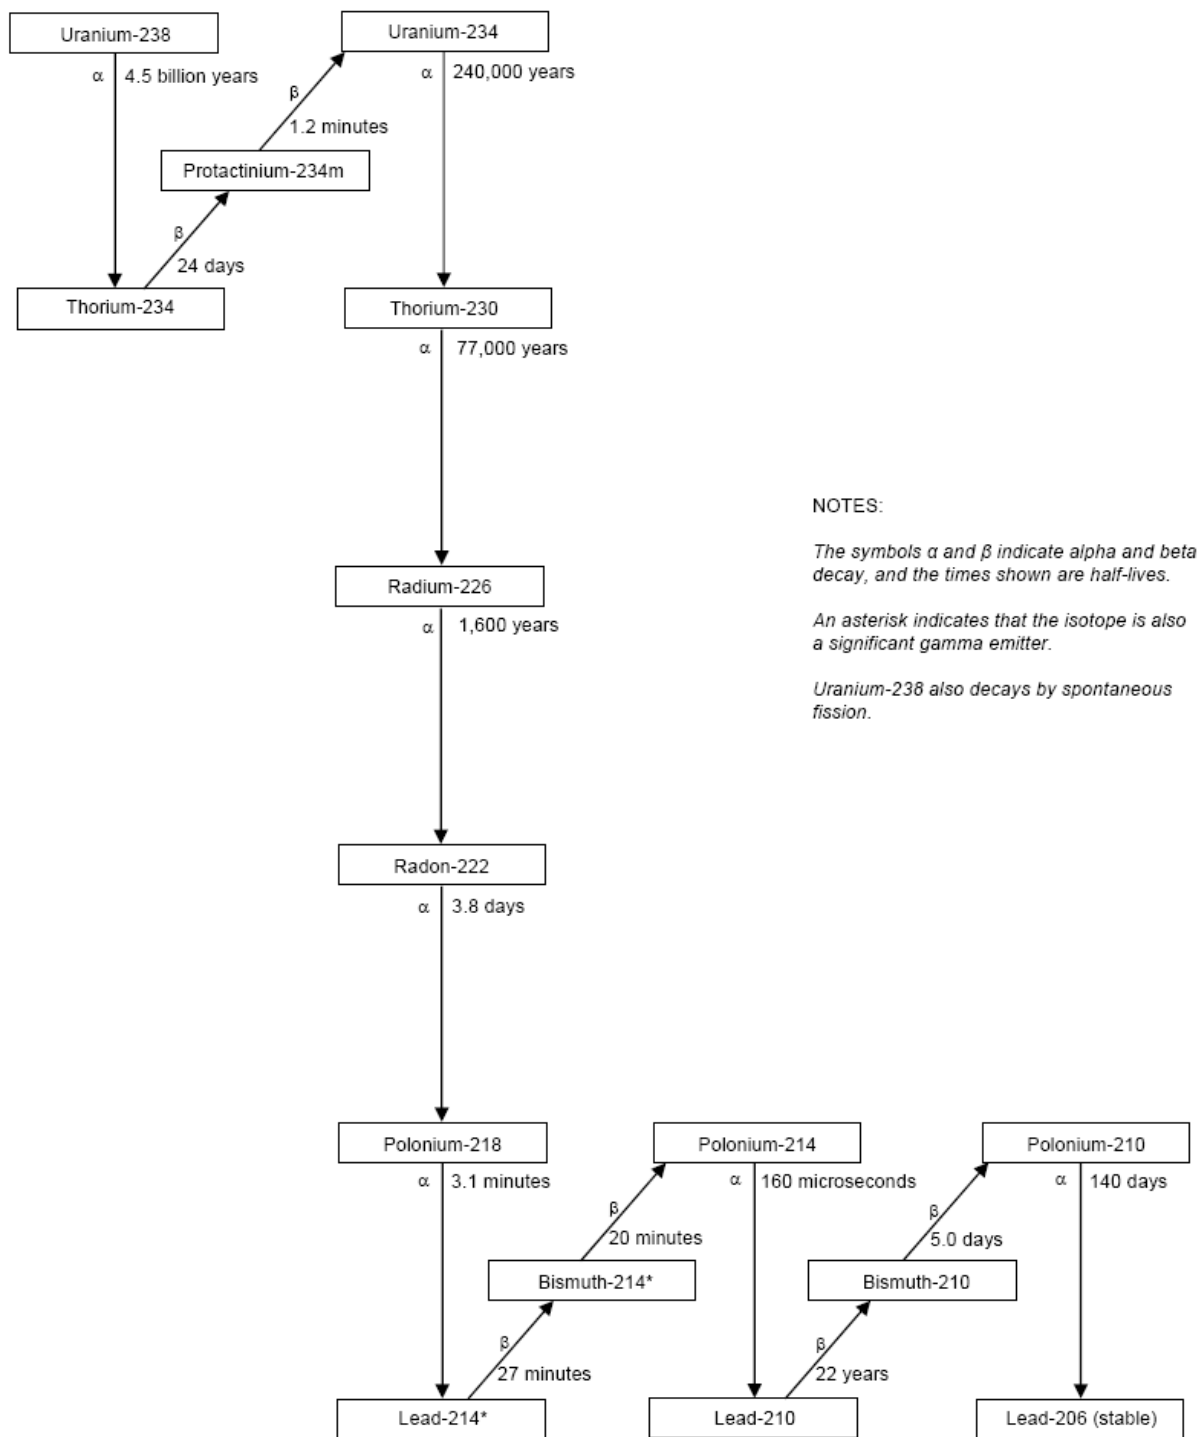 Uranium-238
Uranium-234
α 4.5 billion years
α 240,000 years
β
1.2 minutes
Protactinium-234m
β
24 days
Thorium-234
Thorium-230
α 77,000 years
NOTES:
The symbols α and β indicate alpha and beta
decay, and the times shown are half-lives.
An asterisk indicates that the isotope is also
a significant gamma emitter.
Uranium-238 also decays by spontaneous
fission.
Radium-226
α 1,600 years
Radon-222
α 3.8 days
Polonium-218
Polonium-214
Polonium-210
α 3.1 minutes
α 160 microseconds
α 140 days
β
20 minutes
β
5.0 days
Bismuth-214*
Bismuth-210
β
27 minutes
β
22 years
Lead-214*
Lead-210
Lead-206 (stable)